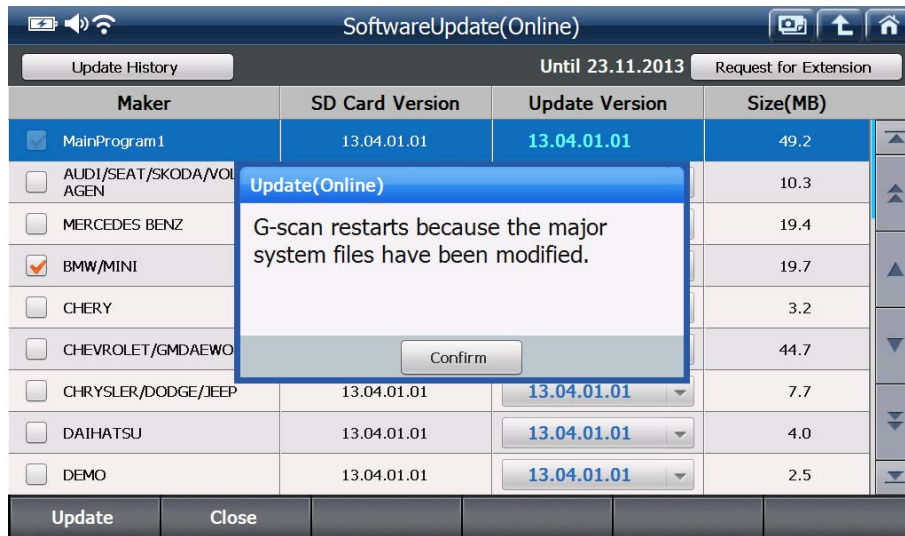 SoftwareUpdate(Online)
Update History
Until 23.11.2013
Request for Extension
Maker SD Card Version Update Version Size(MB)
MainProgram1 13.04.01.01 13.04.01.01 49.2
AUDI/SEAT/SKODA/VOL
AGEN
10.3
MERCEDES BENZ 19.4
BMW/MINI 19.7
CHERY 3.2
CHEVROLET/GMDAEWO 44.7
Update(Online)
G-scan restarts because the major
system files have been modified.
Confirm
CHRYSLER/DODGE/JEEP 13.04.01.01 13.04.01.01 7.7
DAIHATSU 13.04.01.01 13.04.01.01 4.0
DEMO 13.04.01.01 13.04.01.01 2.5
Update Close